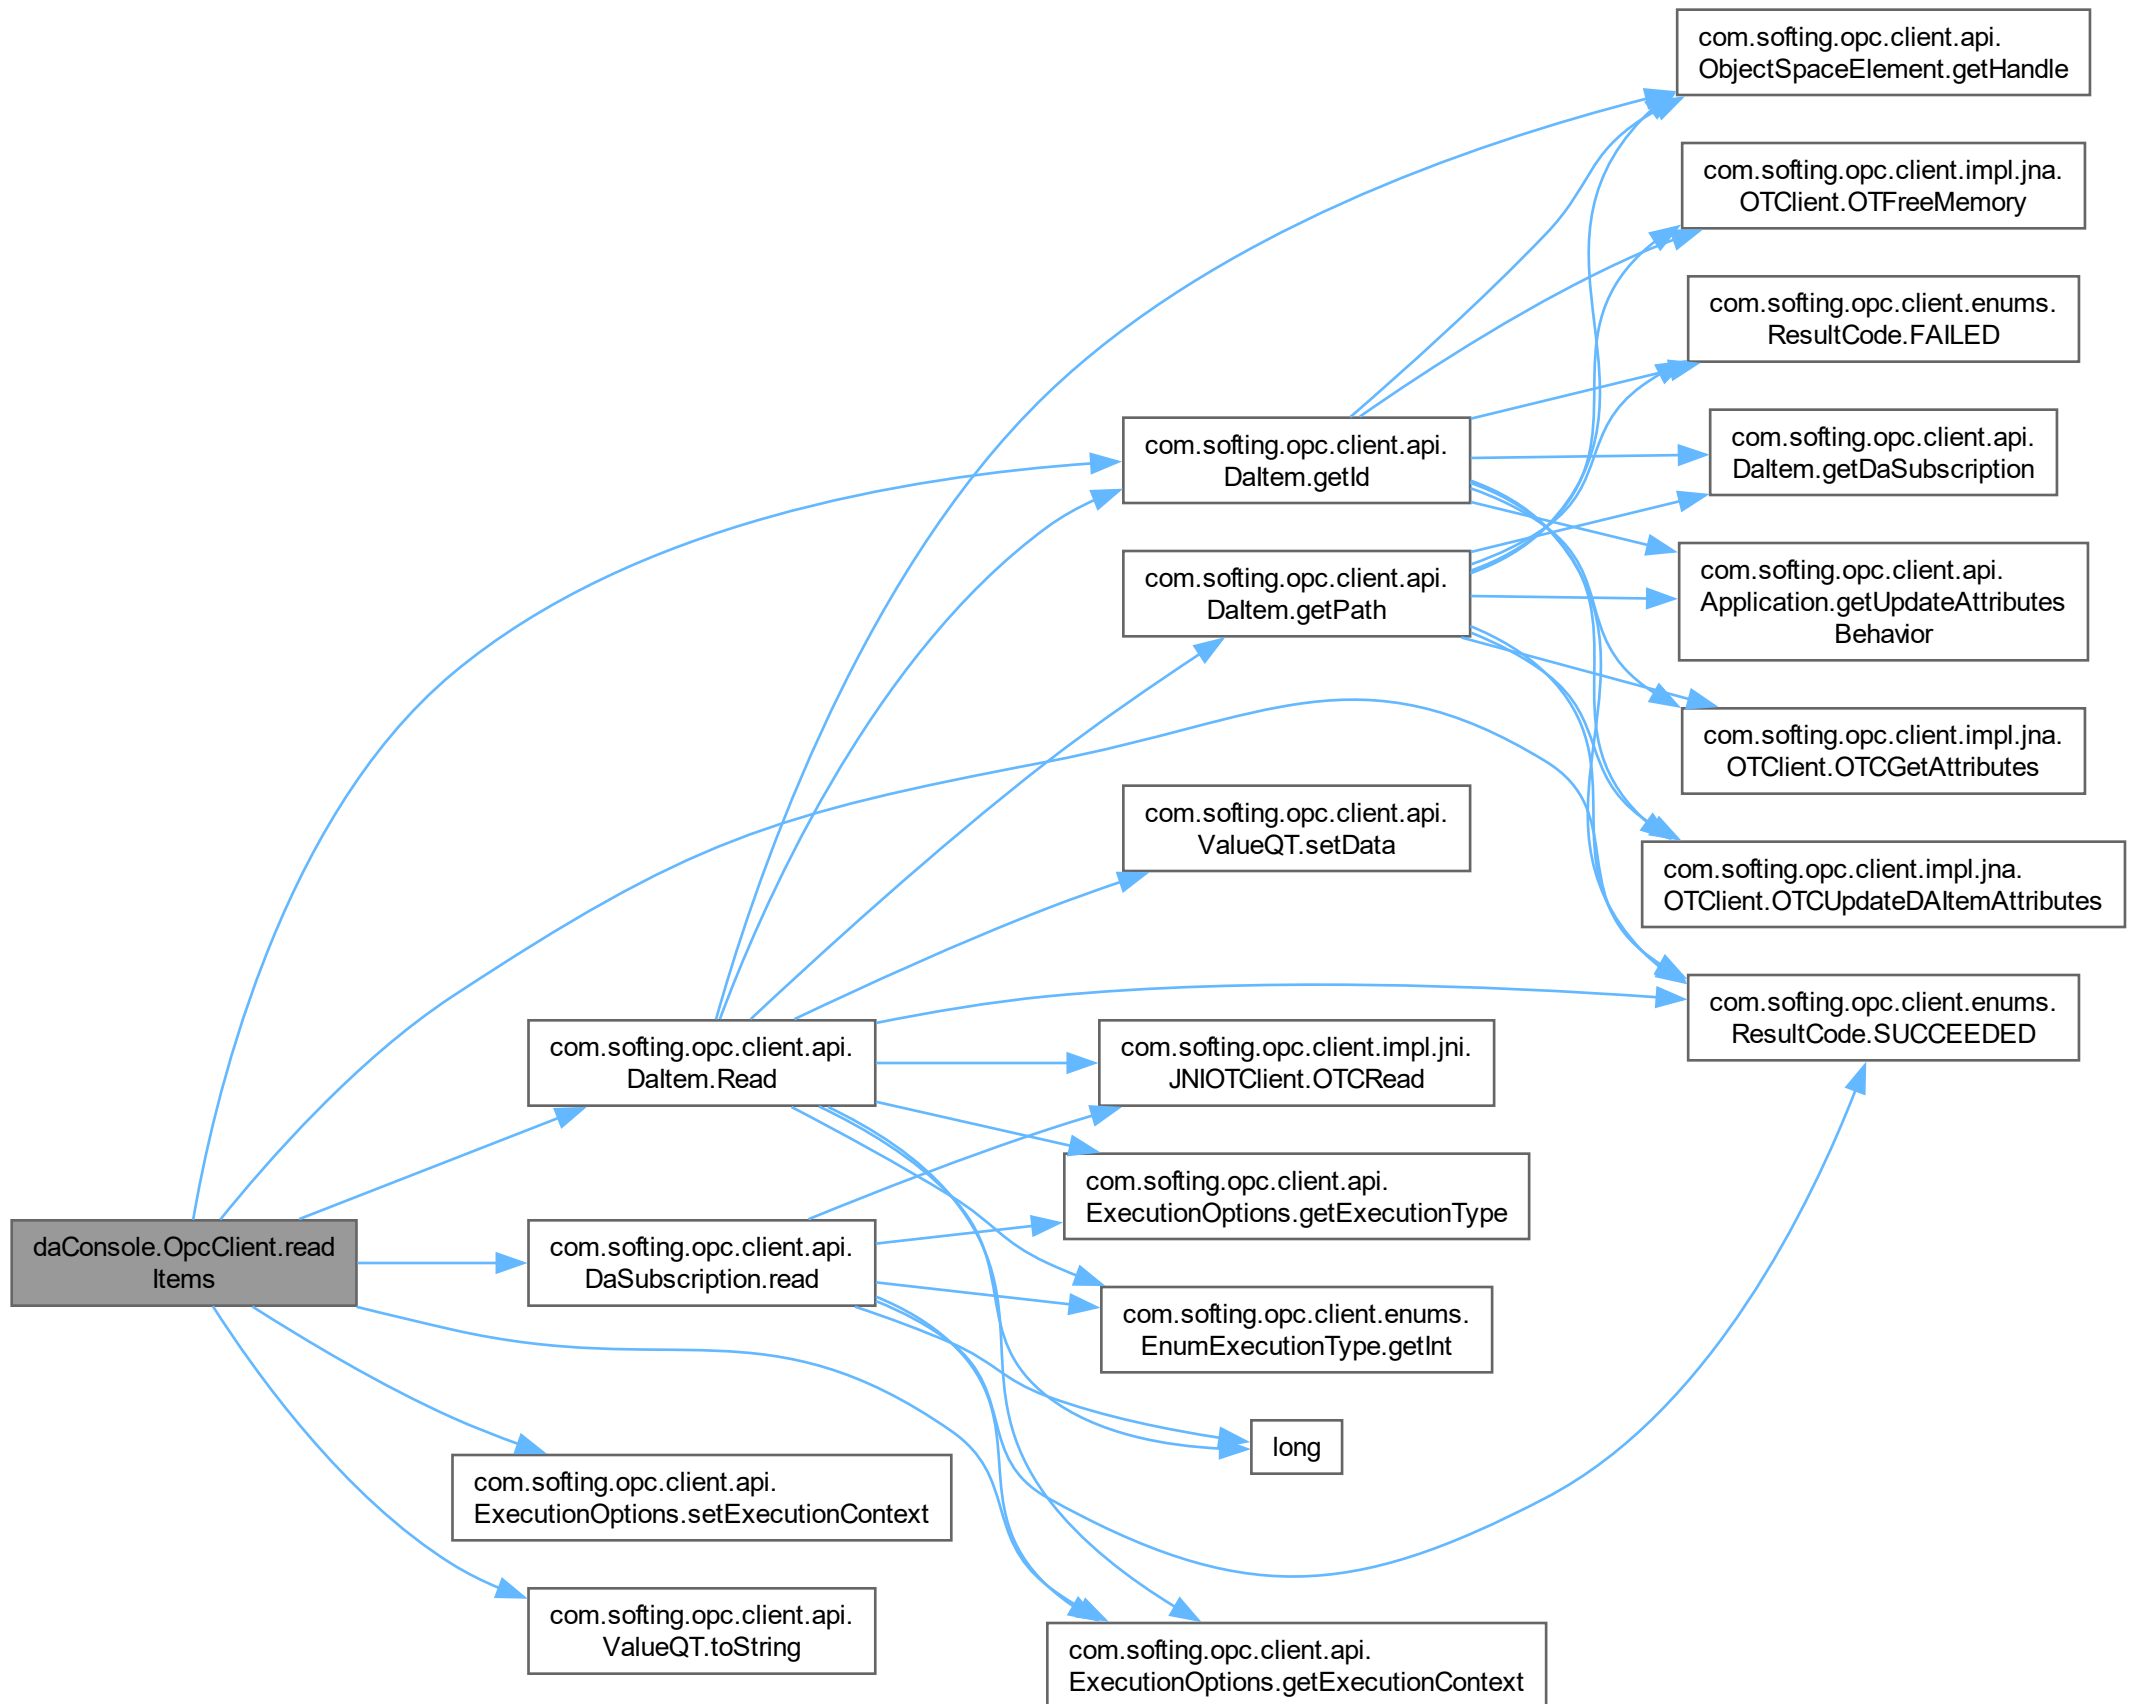 com.softing.opc.client.api.
ObjectSpaceElement.getHandle
com.softing.opc.client.impl.jna.
OTClient.OTFreeMemory
com.softing.opc.client.enums.
ResultCode.FAILED
com.softing.opc.client.api.
DaItem.getId
com.softing.opc.client.api.
DaItem.getDaSubscription
com.softing.opc.client.api.
DaItem.getPath
com.softing.opc.client.api.
Application.getUpdateAttributes
Behavior
com.softing.opc.client.impl.jna.
OTClient.OTCGetAttributes
com.softing.opc.client.api.
ValueQT.setData
com.softing.opc.client.impl.jna.
OTClient.OTCUpdateDAItemAttributes
com.softing.opc.client.enums.
ResultCode.SUCCEEDED
com.softing.opc.client.api.
DaItem.Read
com.softing.opc.client.impl.jni.
JNIOTClient.OTCRead
com.softing.opc.client.api.
ExecutionOptions.getExecutionType
daConsole.OpcClient.read
Items
com.softing.opc.client.api.
DaSubscription.read
com.softing.opc.client.enums.
EnumExecutionType.getInt
long
com.softing.opc.client.api.
ExecutionOptions.setExecutionContext
com.softing.opc.client.api.
ValueQT.toString
com.softing.opc.client.api.
ExecutionOptions.getExecutionContext